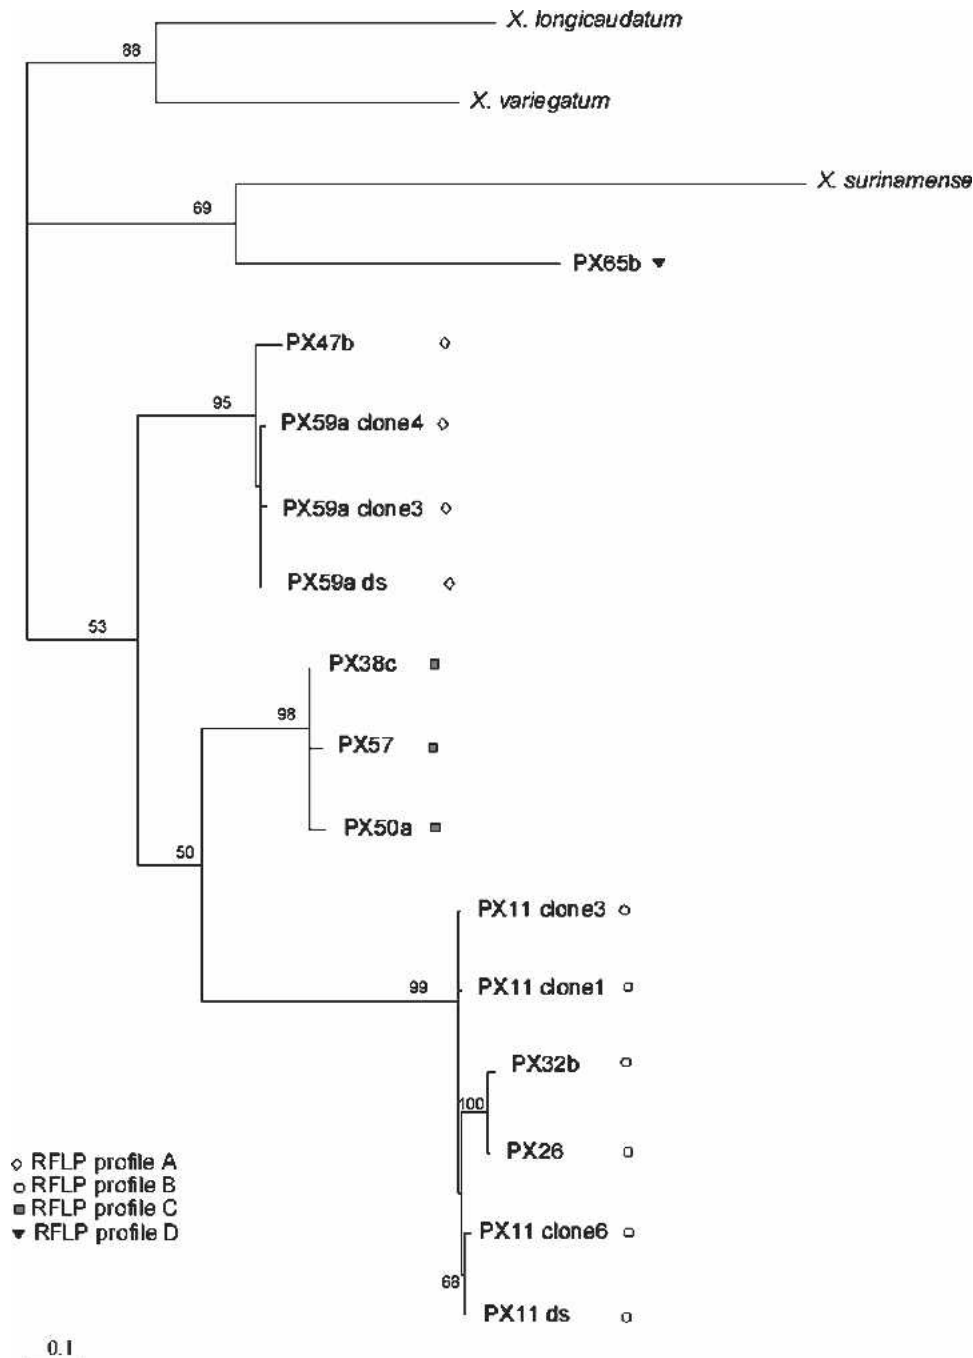 X. longicaudatum
88
X. variegatum
X. surinamense
69
PX65b
PX47b
95
PX59a clone4
PX59a clone3
PX59a ds
53
PX38c
98
PX57
PX50a
50
PX11 clone3
99
PX11 clone1
PX32b
100
PX26
RFLP profile A
RFLP profile B
RFLP profile C
RFLP profile D
PX11 clone6
68
PX11 ds
0.1